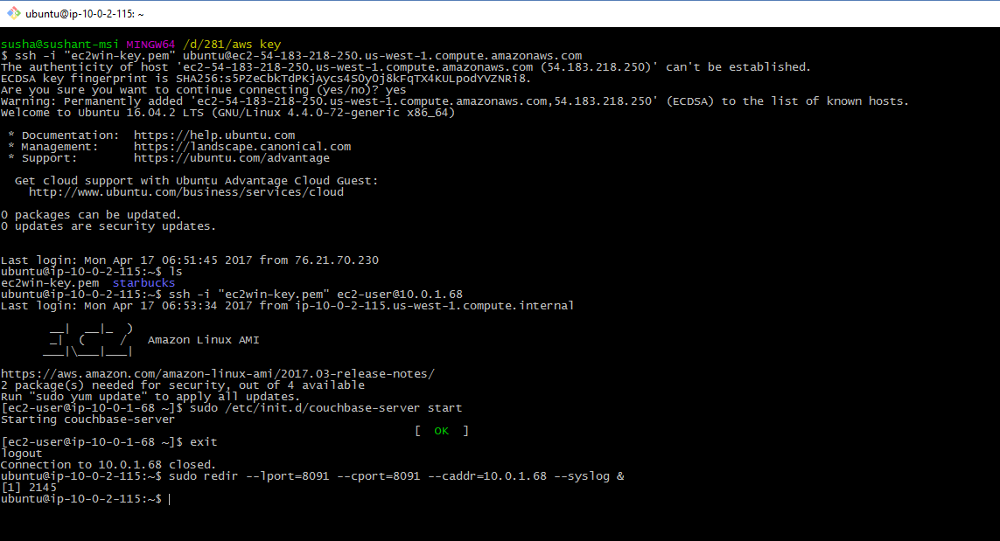 ubuntu@ip-10-0-2-115: ~
susha@sushant-msi MINGW64 /d/281/aws key
$ ssh -i "ec2win-key.pem" ubuntu@ec2-54-183-218-250.us-west-1.compute.amazonaws.com
The authenticity of host 'ec2-54-183-218-250.us-west-1.compute.amazonaws.com (54.183.218.250)' can't be established.
ECDSA key fingerprint is SHA256:s5PZeCbkTdPKjAycs4SOyOj8kFqTX4KULpodYVZNRi8.
Are you sure you want to continue connecting (yes/no)? yes
Warning: Permanently added 'ec2-54-183-218-250.us-west-1.compute.amazonaws.com,54.183.218.250' (ECDSA) to the list of known hosts.
Welcome to Ubuntu 16.04.2 LTS (GNU/Linux 4.4.0-72-generic x86_64)
* Documentation:  https://help.ubuntu.com
* Management:     https://landscape.canonical.com
* Support:        https://ubuntu.com/advantage
Get cloud support with Ubuntu Advantage Cloud Guest:
http://www.ubuntu.com/business/services/cloud
0 packages can be updated.
0 updates are security updates.
Last login: Mon Apr 17 06:51:45 2017 from 76.21.70.230
ubuntu@ip-10-0-2-115:~$ ls
ec2win-key.pem  starbucks
ubuntu@ip-10-0-2-115:~$ ssh -i "ec2win-key.pem" ec2-user@10.0.1.68
Last login: Mon Apr 17 06:53:34 2017 from ip-10-0-2-115.us-west-1.compute.internal
__|  __|_  )
_|  (     /   Amazon Linux AMI
___|\___|___|
https://aws.amazon.com/amazon-linux-ami/2017.03-release-notes/
2 package(s) needed for security, out of 4 available
Run "sudo yum update" to apply all updates.
[ec2-user@ip-10-0-1-68 ~]$ sudo /etc/init.d/couchbase-server start
Starting couchbase-server
[  OK  ]
[ec2-user@ip-10-0-1-68 ~]$ exit
logout
Connection to 10.0.1.68 closed.
ubuntu@ip-10-0-2-115:~$ sudo redir --lport=8091 --cport=8091 --caddr=10.0.1.68 --syslog &
[1] 2145
ubuntu@ip-10-0-2-115:~$